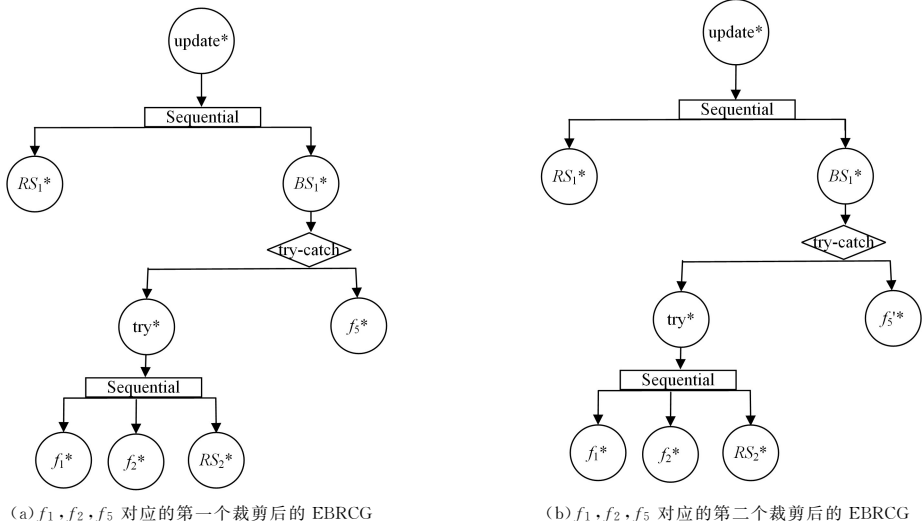 update*
Sequential
RS₁*
BS₁*
try-catch
try*
f₅*
Sequential
f₁*
f₂*
RS₂*
(a) f₁,f₂,f₅ 对应的第一个裁剪后的 EBRCG
update*
Sequential
RS₁*
BS₁*
try-catch
try*
f₅'*
Sequential
f₁*
f₂*
RS₂*
(b) f₁,f₂,f₅ 对应的第二个裁剪后的 EBRCG